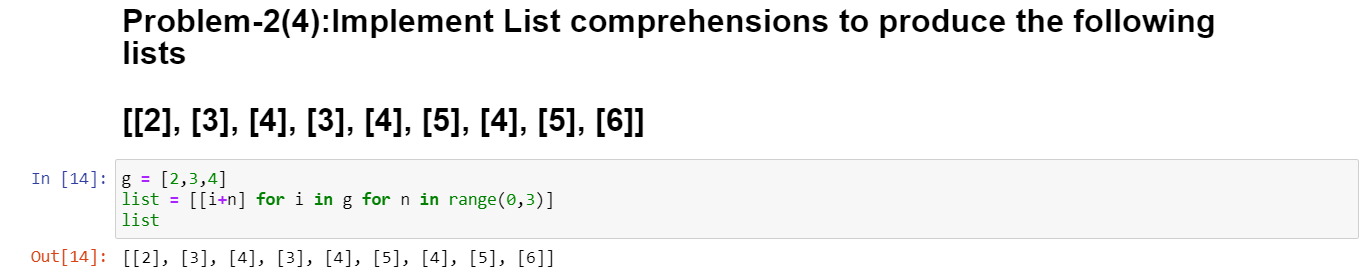 Problem-2(4):Implement List comprehensions to produce the following
lists
[[2], [3], [4], [3], [4], [5], [4], [5], [6]]
In [14]: g = [2,3,4]
list = [[i+n] for i in g for n in range(0,3)]
list
Out[14]: [[2], [3], [4], [3], [4], [5], [4], [5], [6]]